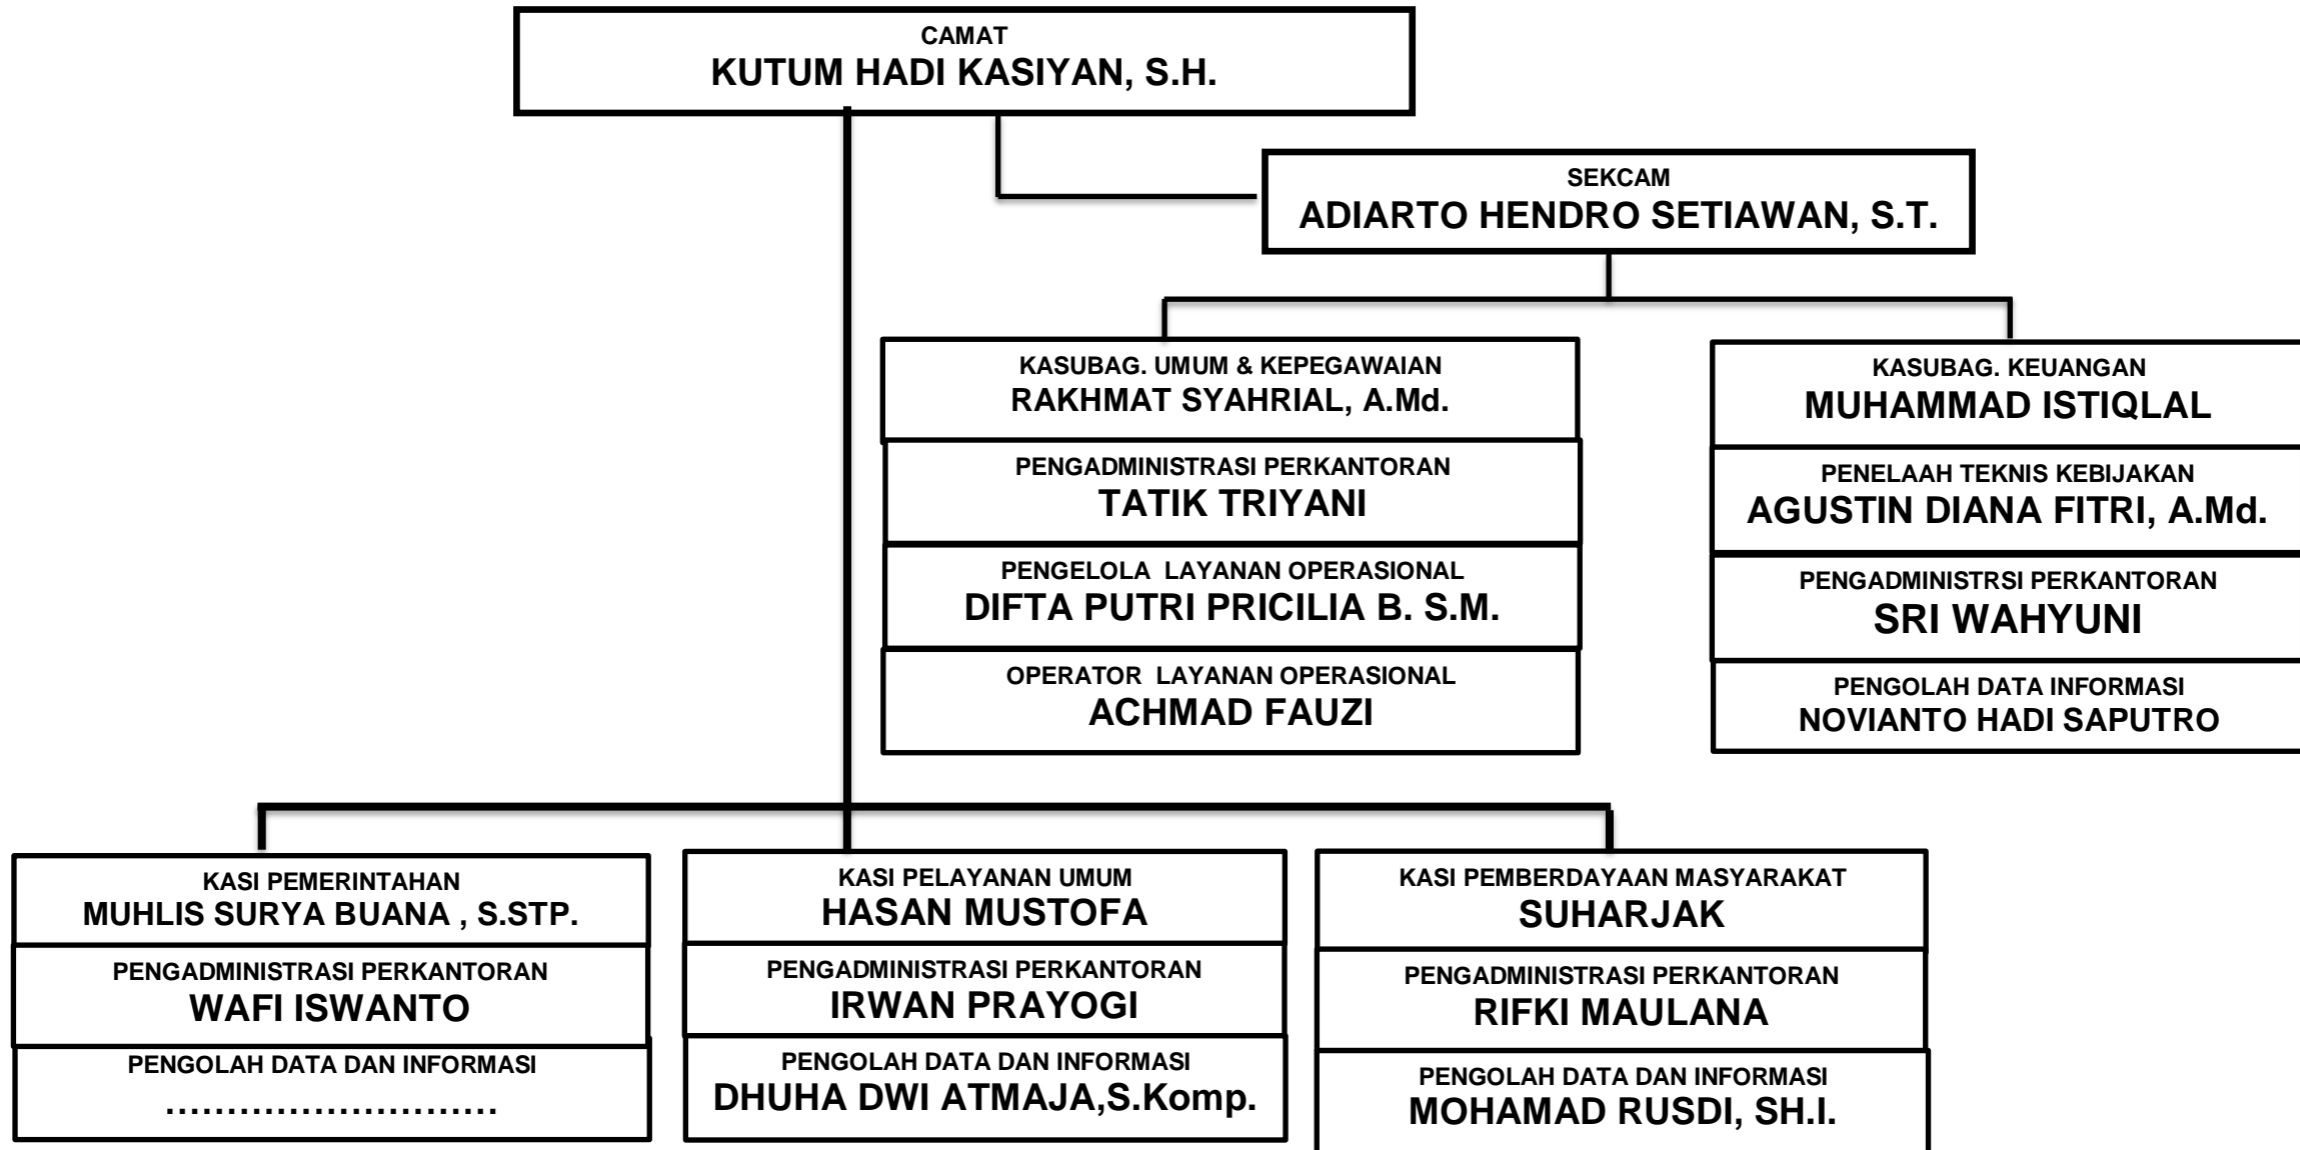 CAMAT
KUTUM HADI KASIYAN, S.H.
SEKCAM
ADIARTO HENDRO SETIAWAN, S.T.
KASUBAG. UMUM & KEPEGAWAIAN
RAKHMAT SYAHRIAL, A.Md.
PENGADMINISTRASI PERKANTORAN
TATIK TRIYANI
PENGELOLA  LAYANAN OPERASIONAL
DIFTA PUTRI PRICILIA B. S.M.
OPERATOR  LAYANAN OPERASIONAL
ACHMAD FAUZI
KASUBAG. KEUANGAN
MUHAMMAD ISTIQLAL
PENELAAH TEKNIS KEBIJAKAN
AGUSTIN DIANA FITRI, A.Md.
PENGADMINISTRSI PERKANTORAN
SRI WAHYUNI
PENGOLAH DATA INFORMASI
NOVIANTO HADI SAPUTRO
KASI PEMERINTAHAN
MUHLIS SURYA BUANA , S.STP.
PENGADMINISTRASI PERKANTORAN
WAFI ISWANTO
PENGOLAH DATA DAN INFORMASI
...........................
KASI PELAYANAN UMUM
HASAN MUSTOFA
PENGADMINISTRASI PERKANTORAN
IRWAN PRAYOGI
PENGOLAH DATA DAN INFORMASI
DHUHA DWI ATMAJA,S.Komp.
KASI PEMBERDAYAAN MASYARAKAT
SUHARJAK
PENGADMINISTRASI PERKANTORAN
RIFKI MAULANA
PENGOLAH DATA DAN INFORMASI
MOHAMAD RUSDI, SH.I.